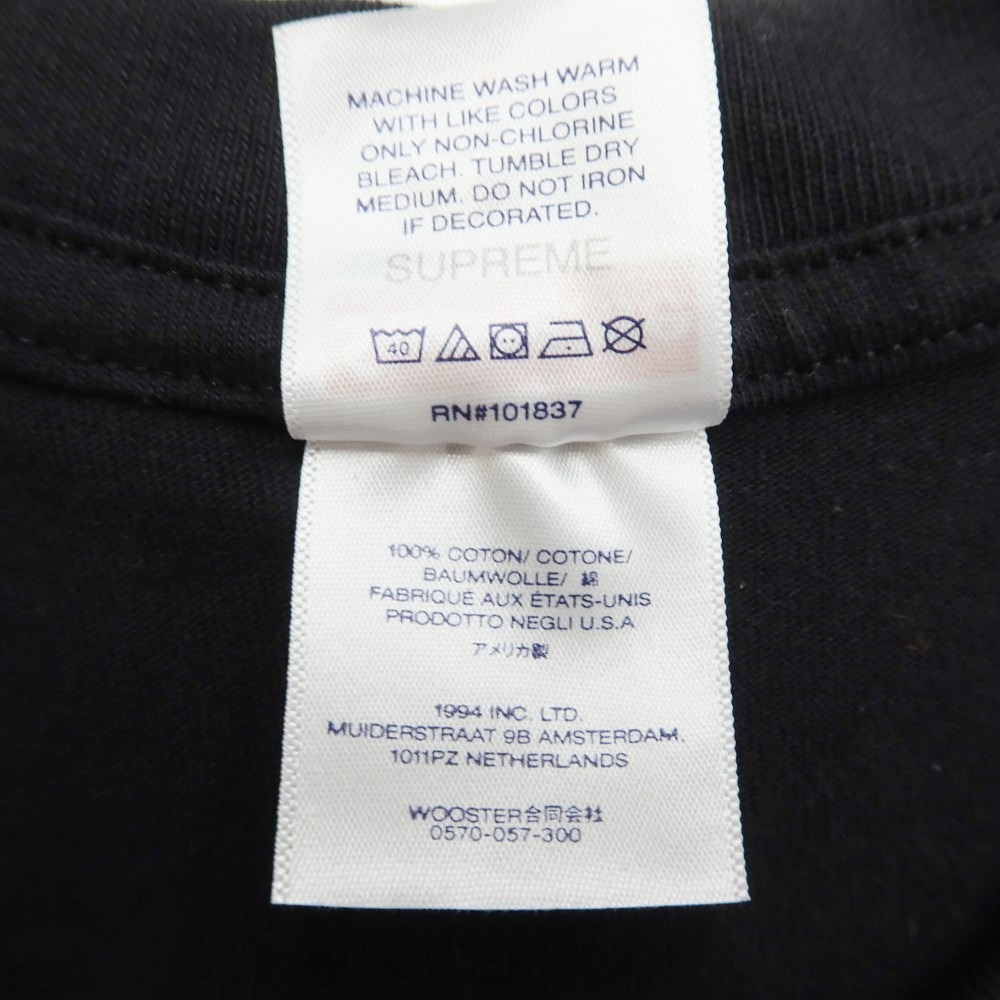 MACHINE WASH WARM
WITH LIKE COLORS
ONLY NON-CHLORINE
BLEACH. TUMBLE DRY
MEDIUM. DO NOT IRON
IF DECORATED.
SUPREME
40
RN#101837
100% COTON/ COTONE/
BAUMWOLLE/ 綿
FABRIQUÉ AUX ÉTATS-UNIS
PRODOTTO NEGLI U.S.A
アメリカ製
1994 INC. LTD.
MUIDERSTRAAT 9B AMSTERDAM.
1011PZ NETHERLANDS
WOOSTER合同会社
0570-057-300